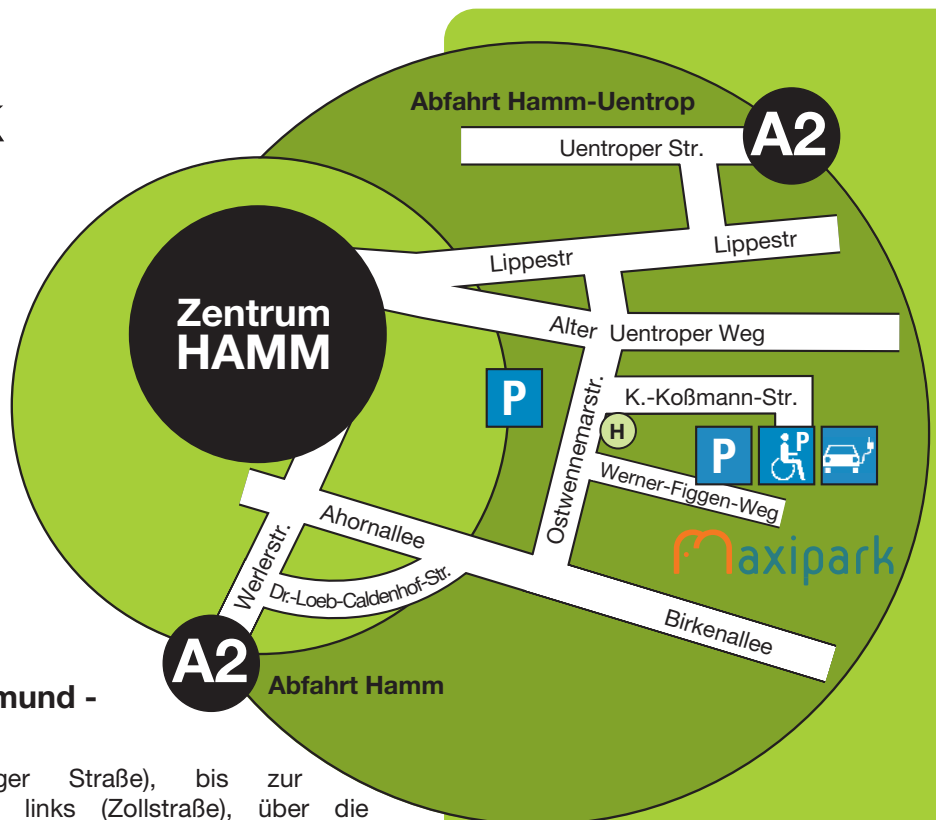 Abfahrt Hamm-Uentrop
A2
Uentroper Str.
Lippestr
Lippestr
Zentrum
HAMM
Alter Uentroper Weg
P
K.-Koßmann-Str.
Ostwennemarstr.
H
P
P
Werner-Figgen-Weg
maxipark
Ahornallee
Werlerstr.
Dr.-Loeb-Caldenhof-Str.
Birkenallee
A2
Abfahrt Hamm
mund -
ger Straße), bis zur
links (Zollstraße), über die